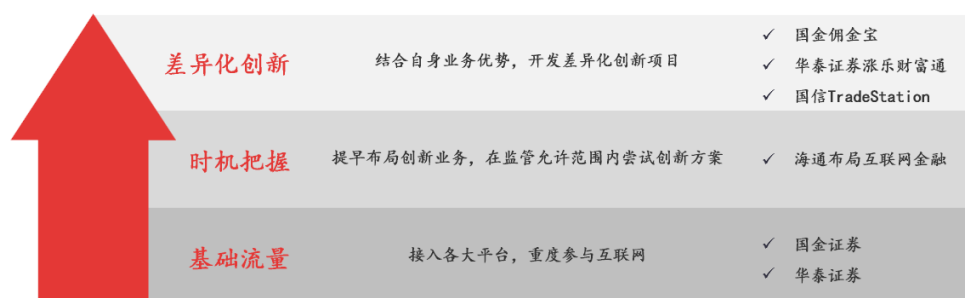 差异化创新
结合自身业务优势，开发差异化创新项目
✓ 国金佣金宝
✓ 华泰证券涨乐财富通
✓ 国信TradeStation
时机把握
提早布局创新业务，在监管允许范围内尝试创新方案
✓ 海通布局互联网金融
基础流量
接入各大平台，重度参与互联网
✓ 国金证券
✓ 华泰证券